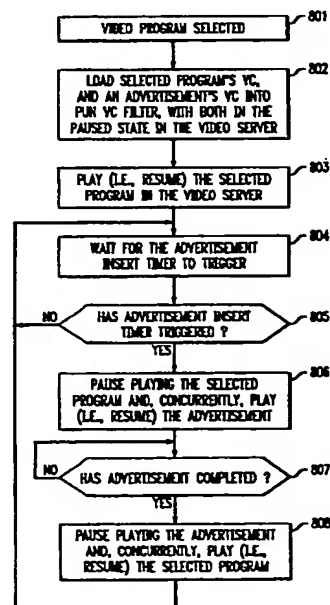 801
VIDEO PROGRAM SELECTED
802
LOAD SELECTED PROGRAM'S VC,
AND AN ADVERTISEMENT'S VC INTO
PUN VC FILTER, WITH BOTH IN THE
PAUSED STATE IN THE VIDEO SERVER
803
PLAY (I.E., RESUME) THE SELECTED
PROGRAM IN THE VIDEO SERVER
804
WAIT FOR THE ADVERTISEMENT
INSERT TIMER TO TRIGGER
805
NO
HAS ADVERTISEMENT INSERT
TIMER TRIGGERED ?
YES
806
PAUSE PLAYING THE SELECTED
PROGRAM AND, CONCURRENTLY, PLAY
(I.E., RESUME) THE ADVERTISEMENT
807
NO
HAS ADVERTISEMENT COMPLETED ?
YES
808
PAUSE PLAYING THE ADVERTISEMENT
AND, CONCURRENTLY, PLAY (I.E.,
RESUME) THE SELECTED PROGRAM